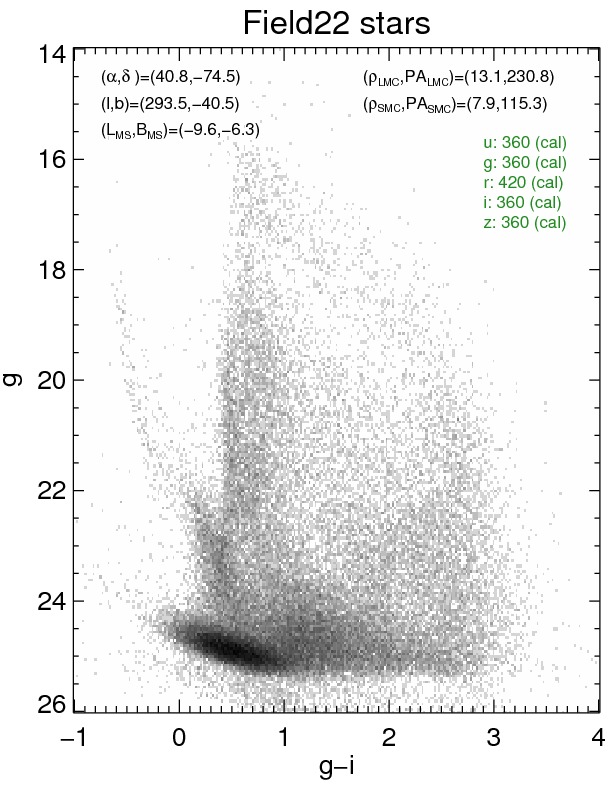 Field22 stars
(α,δ)=(40.8,−74.5) (ρLMC,PALMC)=(13.1,230.8)
(l,b)=(293.5,−40.5) (ρSMC,PASMC)=(7.9,115.3)
(LMS,BMS)=(−9.6,−6.3)
u: 360 (cal)
g: 360 (cal)
r: 420 (cal)
i: 360 (cal)
z: 360 (cal)
14
16
18
20
22
24
26
g
−1 0 1 2 3 4
g−i